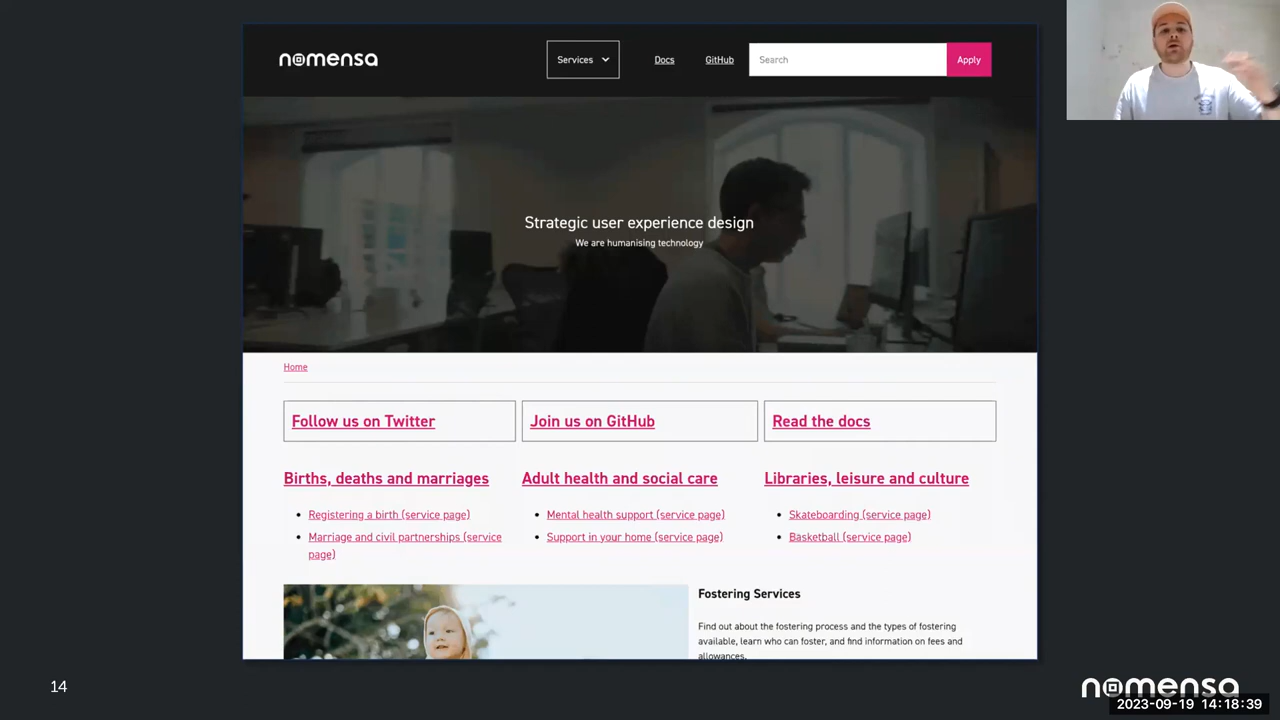 nomensa
Services
Docs
GitHub
Search
Apply
Strategic user experience design
We are humanising technology
Home
Follow us on Twitter
Join us on GitHub
Read the docs
Births, deaths and marriages
Adult health and social care
Libraries, leisure and culture
Registering a birth (service page)
Mental health support (service page)
Skateboarding (service page)
Marriage and civil partnerships (service
page)
Support in your home (service page)
Basketball (service page)
Fostering Services
Find out about the fostering process and the types of fostering
available, learn who can foster, and find information on fees and
allowances.
14
nomensa
2023-09-19 14:18:39